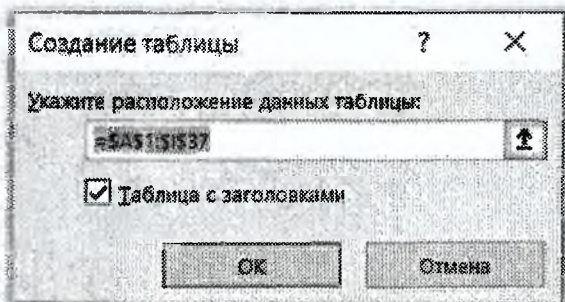 Создание таблицы ? ×
Укажите расположение данных таблицы:
=$A$1:$I$37
Таблица с заголовками
ОК Отмена